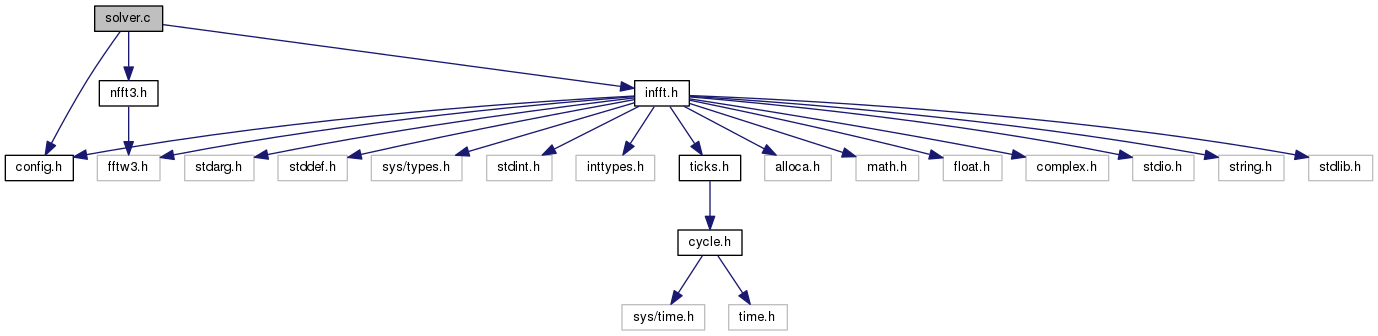 solver.c
nfft3.h
infft.h
config.h
fftw3.h
stdarg.h
stddef.h
sys/types.h
stdint.h
inttypes.h
ticks.h
alloca.h
math.h
float.h
complex.h
stdio.h
string.h
stdlib.h
cycle.h
sys/time.h
time.h